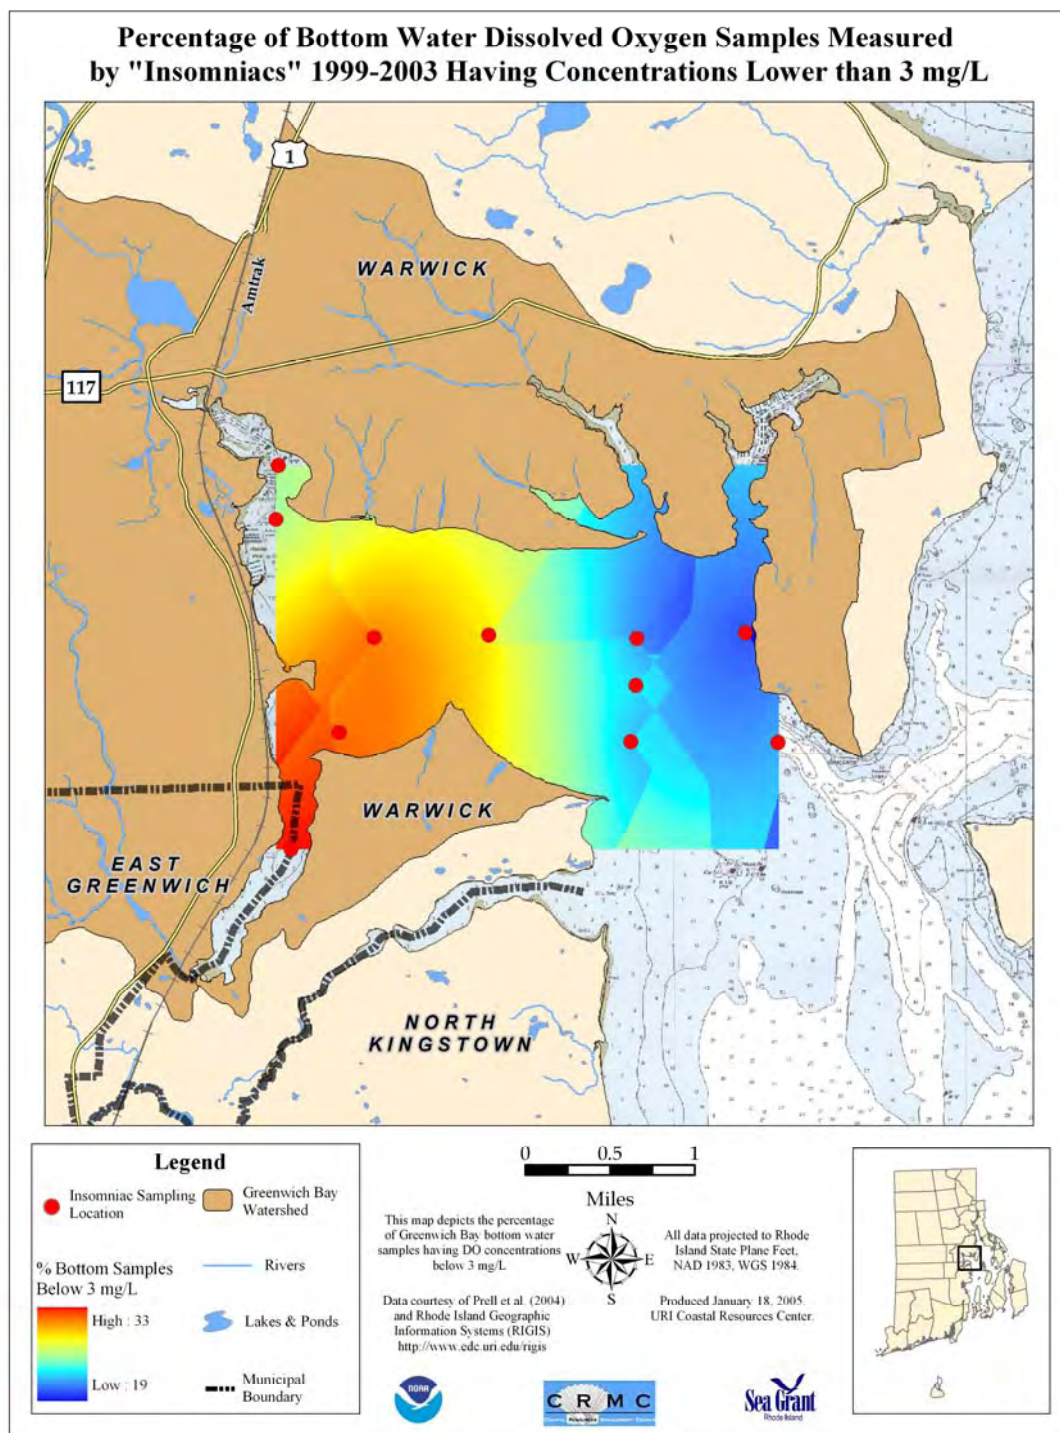 Percentage of Bottom Water Dissolved Oxygen Samples Measured
by "Insomniacs" 1999-2003 Having Concentrations Lower than 3 mg/L
1
WARWICK
Amtrak
117
WARWICK
EAST
GREENWICH
NORTH
KINGSTOWN
Legend
Insomniac Sampling
Location
Greenwich Bay
Watershed
Rivers
% Bottom Samples
Below 3 mg/L
High : 33
Low : 19
Lakes & Ponds
Municipal
Boundary
0 0.5 1
Miles
N
W E
S
This map depicts the percentage
of Greenwich Bay bottom water
samples having DO concentrations
below 3 mg/L
Data courtesy of Prell et al. (2004)
and Rhode Island Geographic
Information Systems (RIGIS)
http://www.edc.uri.edu/rigis
All data projected to Rhode
Island State Plane Feet,
NAD 1983, WGS 1984.
Produced January 18, 2005.
URI Coastal Resources Center.
NOAA
CRMC
Sea Grant
Rhode Island